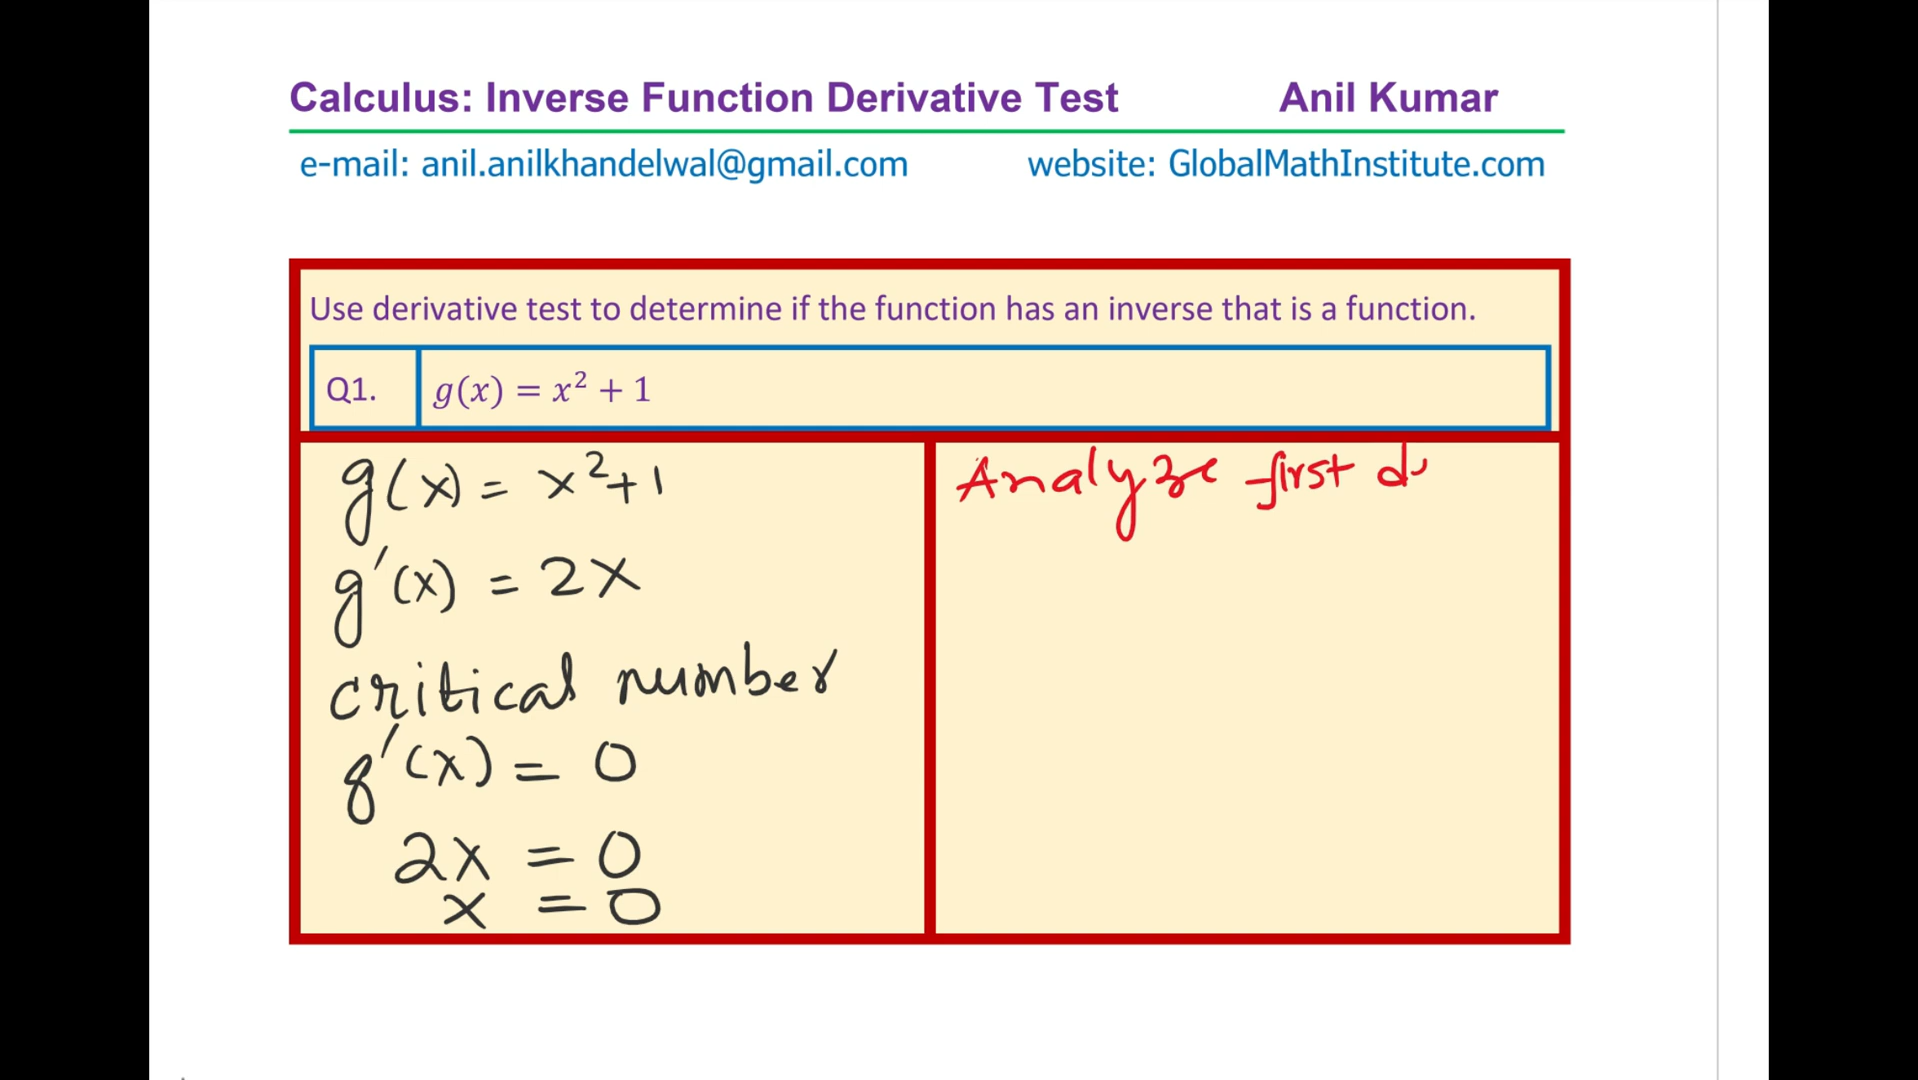 Calculus: Inverse Function Derivative Test Anil Kumar
e-mail: anil.anilkhandelwal@gmail.com website: GlobalMathInstitute.com
Use derivative test to determine if the function has an inverse that is a function.
Q1. g(x) = x² + 1
g(x) = x²+1
g'(x) = 2x
critical number
g'(x) = 0
2x = 0
x = 0
Analyze first d